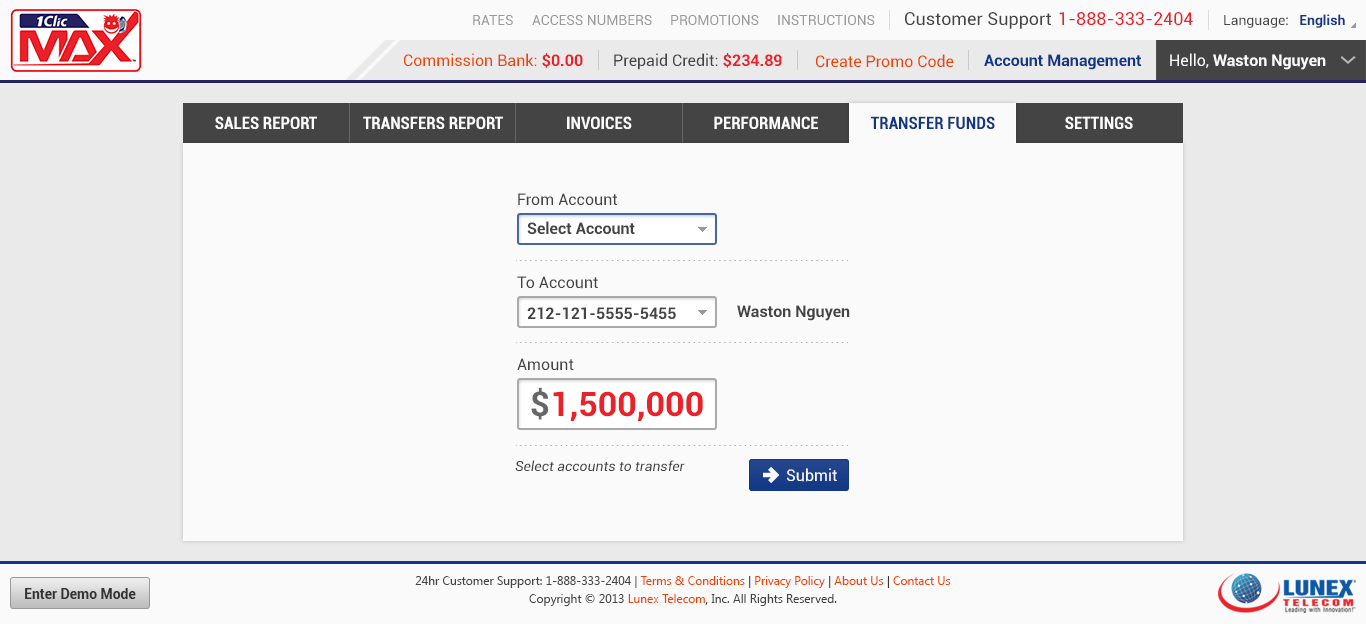 1Clic
MAX
RATES ACCESS NUMBERS PROMOTIONS INSTRUCTIONS Customer Support 1-888-333-2404 Language: English
Commission Bank: $0.00 Prepaid Credit: $234.89 Create Promo Code Account Management Hello, Waston Nguyen
SALES REPORT TRANSFERS REPORT INVOICES PERFORMANCE TRANSFER FUNDS SETTINGS
From Account
Select Account
To Account
212-121-5555-5455 Waston Nguyen
Amount
$1,500,000
Select accounts to transfer
Submit
Enter Demo Mode
24hr Customer Support: 1-888-333-2404 | Terms & Conditions | Privacy Policy | About Us | Contact Us
Copyright © 2013 Lunex Telecom, Inc. All Rights Reserved.
LUNEX
TELECOM
Leading with Innovation!